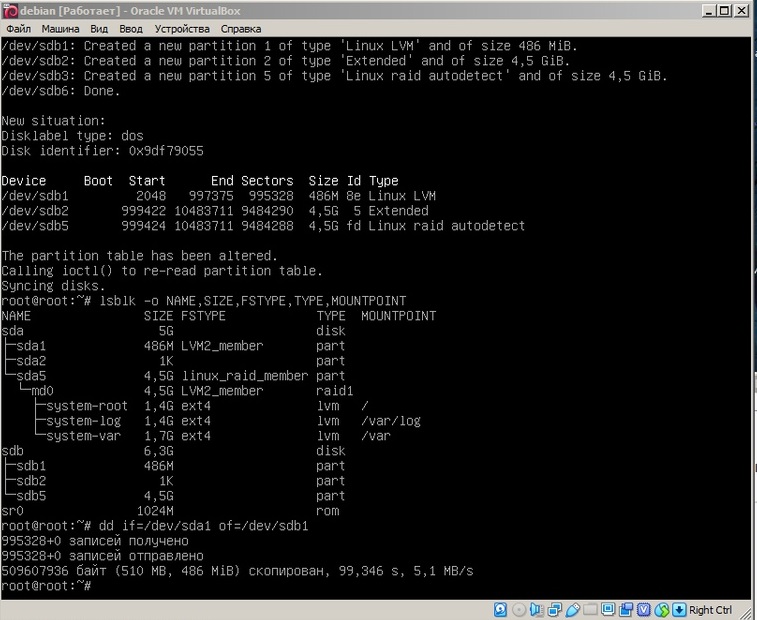 debian [Работает] - Oracle VM VirtualBox
Файл Машина Вид Ввод Устройства Справка
/dev/sdb1: Created a new partition 1 of type 'Linux LVM' and of size 486 MiB.
/dev/sdb2: Created a new partition 2 of type 'Extended' and of size 4,5 GiB.
/dev/sdb3: Created a new partition 5 of type 'Linux raid autodetect' and of size 4,5 GiB.
/dev/sdb6: Done.
New situation:
Disklabel type: dos
Disk identifier: 0x9df79055
Device Boot Start End Sectors Size Id Type
/dev/sdb1 2048 997375 995328 486M 8e Linux LVM
/dev/sdb2 999422 10483711 9484290 4,5G 5 Extended
/dev/sdb5 999424 10483711 9484288 4,5G fd Linux raid autodetect
The partition table has been altered.
Calling ioctl() to re-read partition table.
Syncing disks.
root@root:~# lsblk -o NAME,SIZE,FSTYPE,TYPE,MOUNTPOINT
NAME SIZE FSTYPE TYPE MOUNTPOINT
sda 5G disk
├─sda1 486M LVM2_member part
├─sda2 1K part
└─sda5 4,5G linux_raid_member part
└─md0 4,5G LVM2_member raid1
├─system-root 1,4G ext4 lvm /
├─system-log 1,4G ext4 lvm /var/log
└─system-var 1,7G ext4 lvm /var
sdb 6,3G disk
├─sdb1 486M part
├─sdb2 1K part
└─sdb5 4,5G part
sr0 1024M rom
root@root:~# dd if=/dev/sda1 of=/dev/sdb1
995328+0 записей получено
995328+0 записей отправлено
509607936 байт (510 MB, 486 MiB) скопирован, 99,346 s, 5,1 MB/s
root@root:~#
Right Ctrl